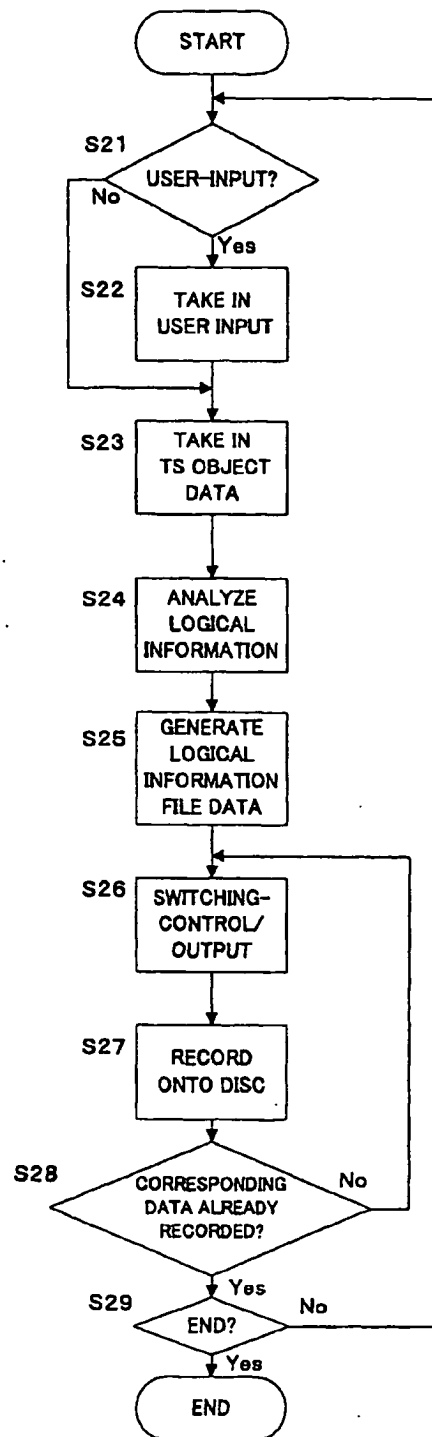 START
S21
USER-INPUT?
No
Yes
S22
TAKE IN
USER INPUT
S23
TAKE IN
TS OBJECT
DATA
S24
ANALYZE
LOGICAL
INFORMATION
S25
GENERATE
LOGICAL
INFORMATION
FILE DATA
S26
SWITCHING-
CONTROL/
OUTPUT
S27
RECORD
ONTO DISC
S28
CORRESPONDING
DATA ALREADY
RECORDED?
No
Yes
S29
END?
No
Yes
END